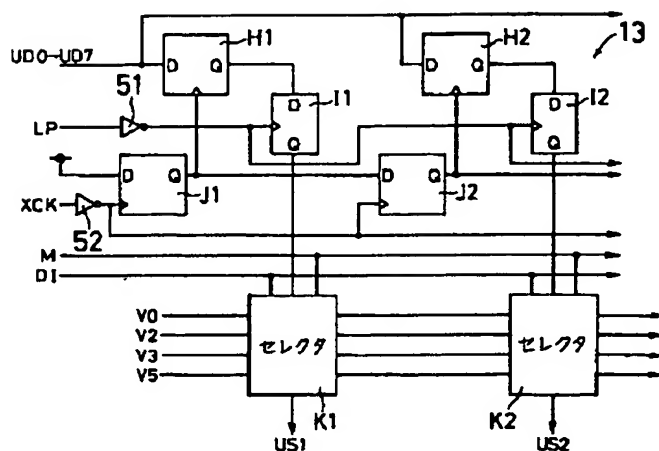 H1
H2
13
UD0-UD7
D Q
D Q
51
I1
I2
D
D
LP
Q
Q
D Q
D Q
J1
J2
XCK
52
M
DI
V0
V2
V3
V5
セレクタ
セレクタ
K1
K2
US1
US2